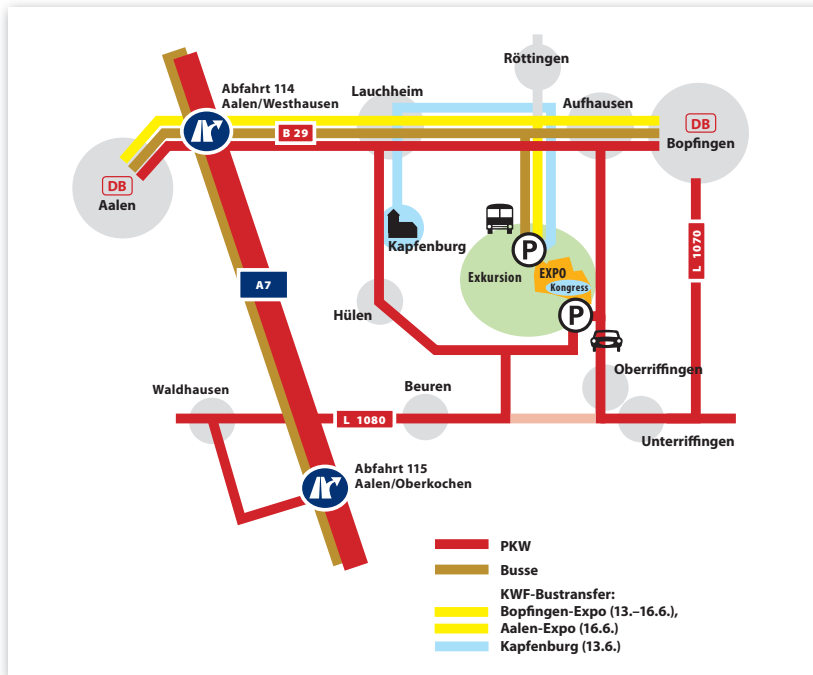 Röttingen
Abfahrt 114
Aalen/Westhausen
Lauchheim
Aufhausen
DB
Bopfingen
B 29
DB
Aalen
Kapfenburg
P
Exkursion
EXPO
Kongress
L 1070
A7
P
Hülen
Oberriffingen
Waldhausen
Beuren
L 1080
Unterriffingen
Abfahrt 115
Aalen/Oberkochen
PKW
Busse
KWF-Bustransfer:
Bopfingen-Expo (13.–16.6.),
Aalen-Expo (16.6.)
Kapfenburg (13.6.)